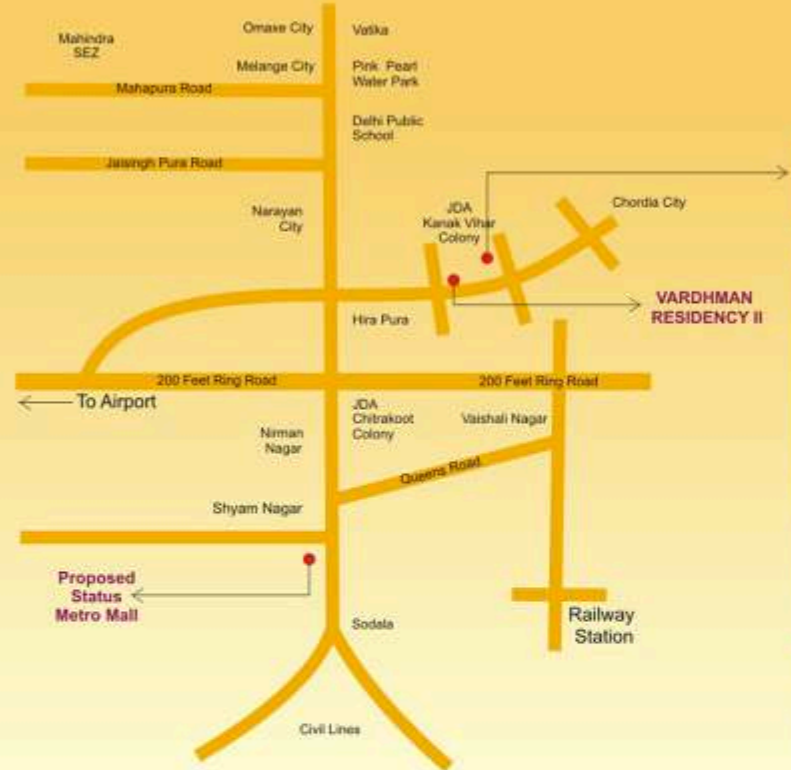 Omaxe City
Vatika
Mahindra
SEZ
Melange City
Pink Pearl
Water Park
Mahapura Road
Delhi Public
School
Jaisingh Pura Road
Narayan
City
JDA
Kanak Vihar
Colony
Chordia City
VARDHMAN
RESIDENCY II
Hira Pura
200 Feet Ring Road
200 Feet Ring Road
To Airport
JDA
Chitrakoot
Colony
Vaishali Nagar
Nirman
Nagar
Queens Road
Shyam Nagar
Proposed
Status
Metro Mall
Sodala
Railway
Station
Civil Lines